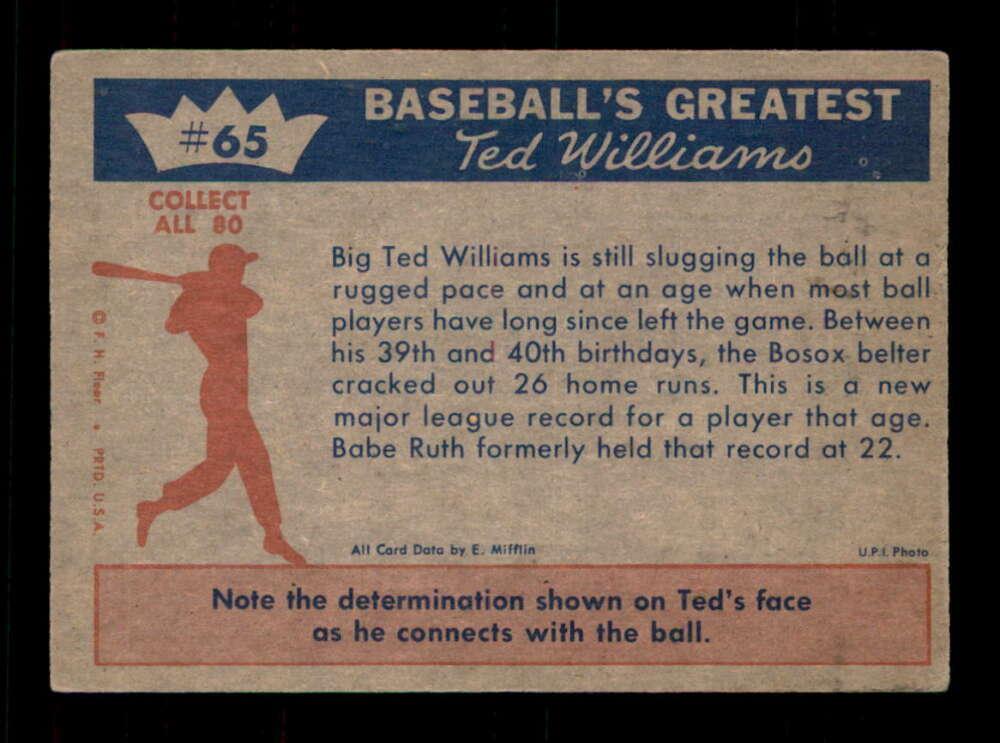 #65
BASEBALL'S GREATEST
Ted Williams
COLLECT
ALL 80
Big Ted Williams is still slugging the ball at a
rugged pace and at an age when most ball
players have long since left the game. Between
his 39th and 40th birthdays, the Bosox belter
cracked out 26 home runs. This is a new
major league record for a player that age.
Babe Ruth formerly held that record at 22.
© F. H. Fleer • PRTD. U.S.A.
All Card Data by E. Mifflin
U.P.I. Photo
Note the determination shown on Ted's face
as he connects with the ball.